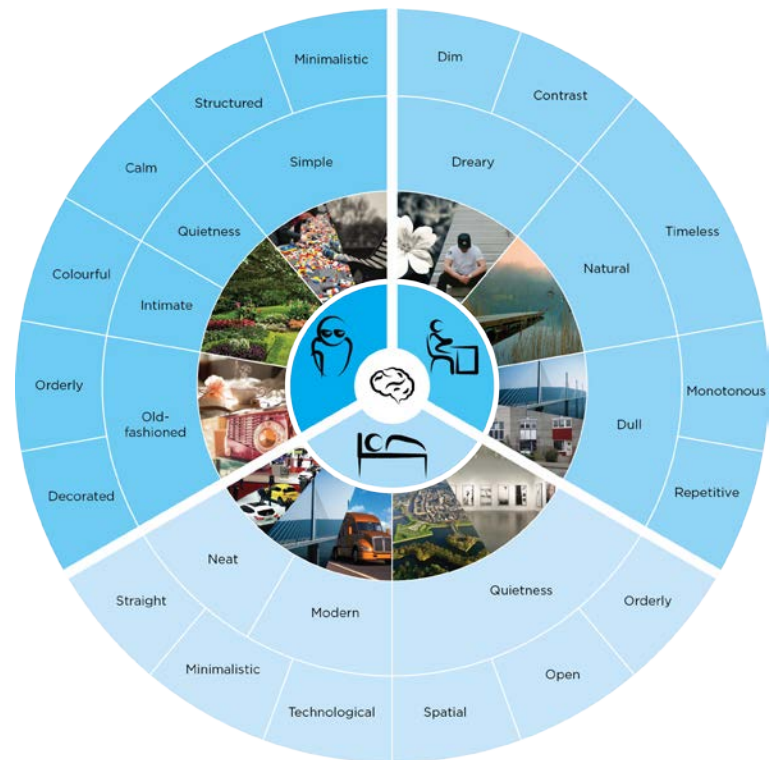 Minimalistic
Dim
Structured
Contrast
Simple
Dreary
Calm
Quietness
Timeless
Natural
Colourful
Intimate
Orderly
Old-
fashioned
Monotonous
Dull
Decorated
Repetitive
Neat
Quietness
Straight
Modern
Orderly
Minimalistic
Open
Technological
Spatial